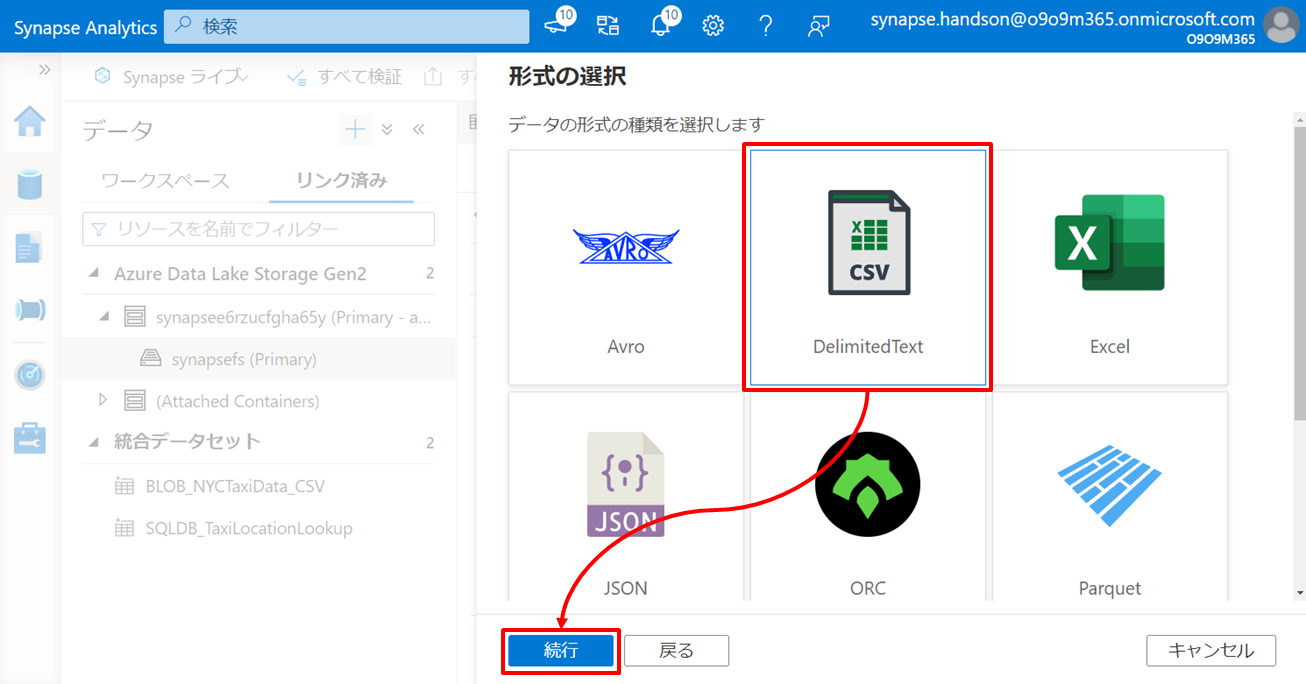 Synapse Analytics
検索
10
10
synapse.handson@o9o9m365.onmicrosoft.com
O9O9M365
Synapse ライブ
すべて検証
データ
ワークスペース
リンク済み
リソースを名前でフィルター
Azure Data Lake Storage Gen2
2
synapsee6rzucfgha65y (Primary - a...
synapsefs (Primary)
(Attached Containers)
統合データセット
2
BLOB_NYCTaxiData_CSV
SQLDB_TaxiLocationLookup
形式の選択
データの形式の種類を選択します
AVRO
CSV
X
Avro
DelimitedText
Excel
JSON
JSON
ORC
Parquet
続行
戻る
キャンセル